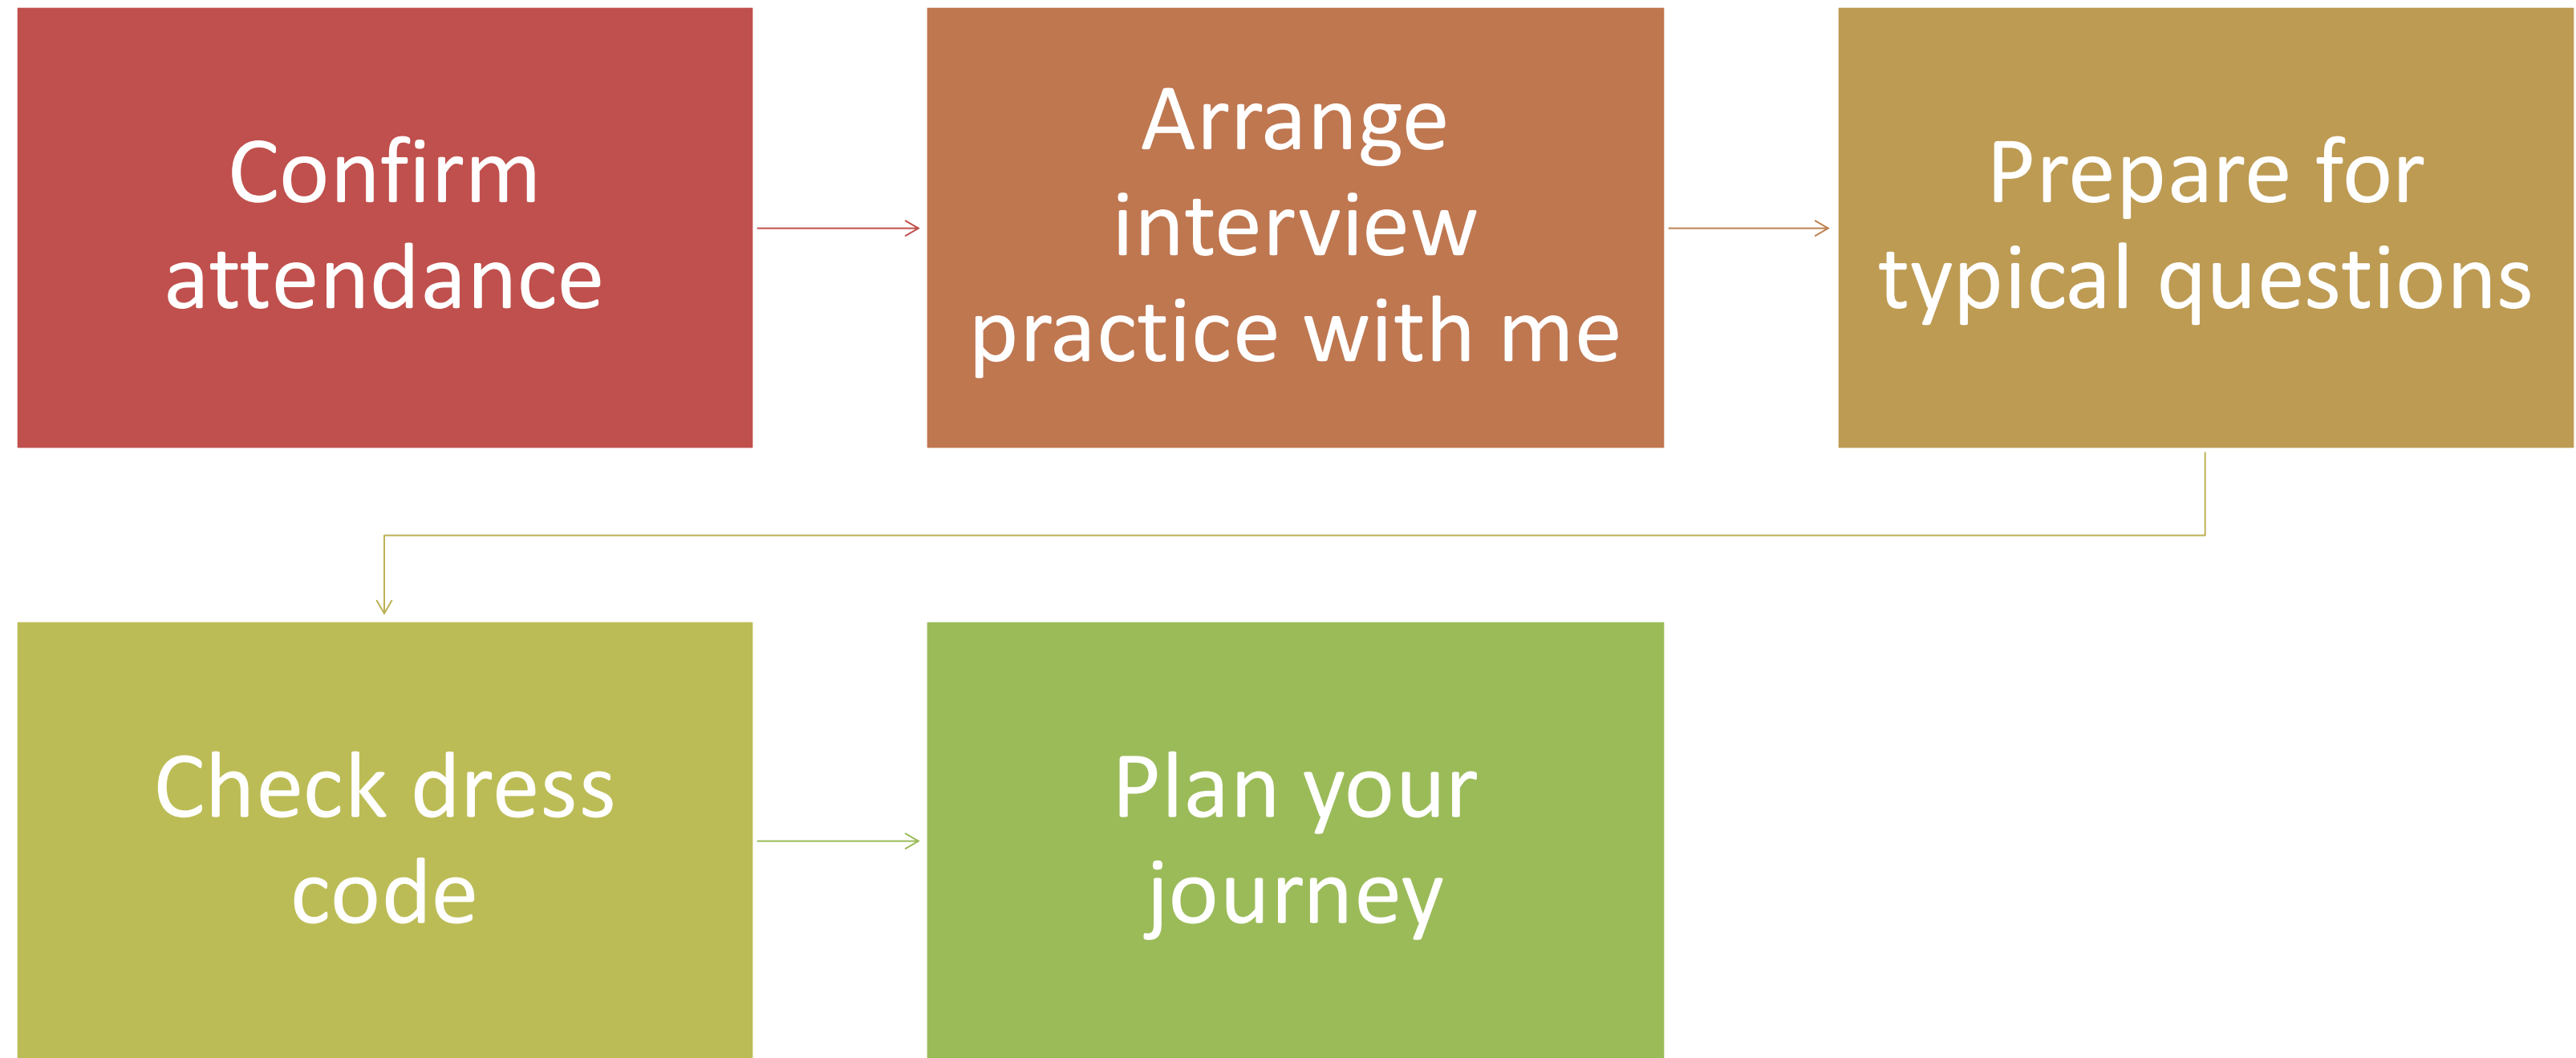 Confirm
attendance
Arrange
interview
practice with me
Prepare for
typical questions
Check dress
code
Plan your
journey